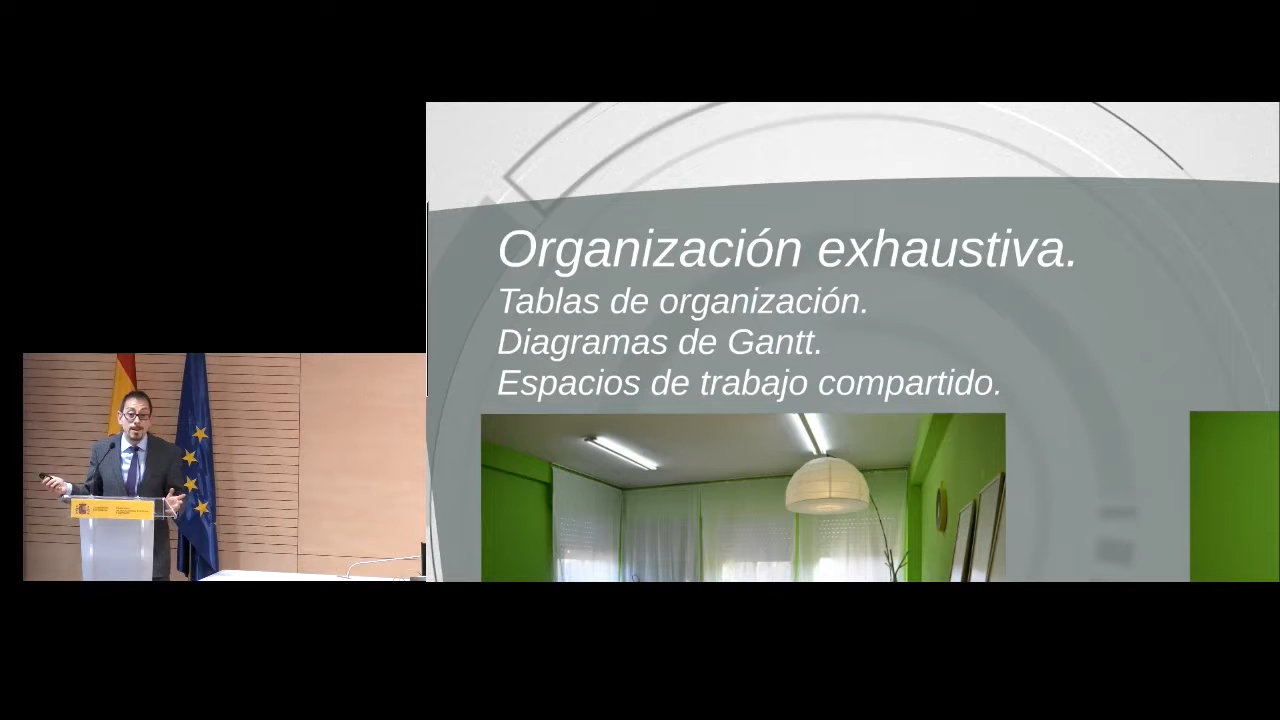 Organización exhaustiva.
Tablas de organización.
Diagramas de Gantt.
Espacios de trabajo compartido.